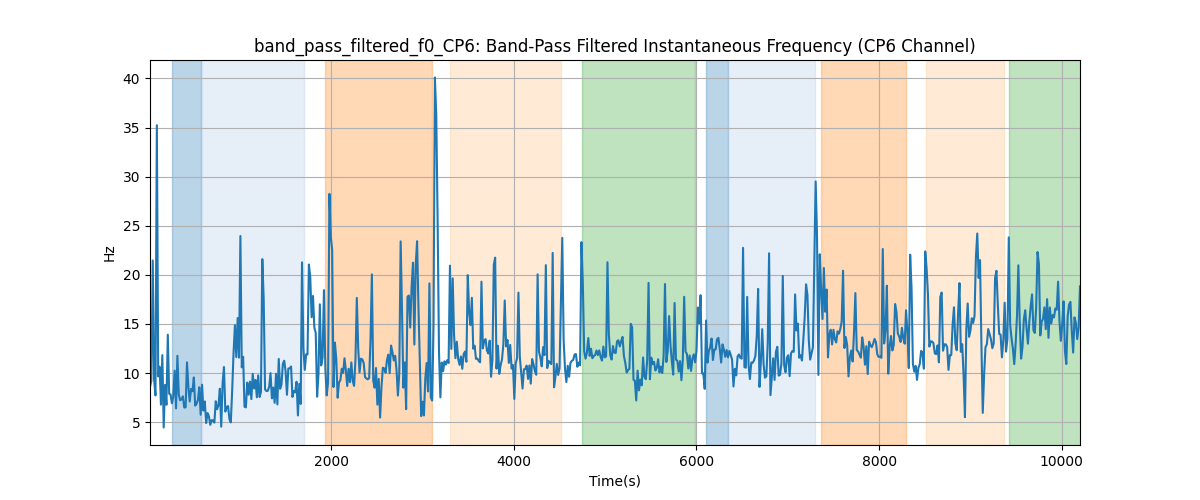 band_pass_filtered_f0_CP6: Band-Pass Filtered Instantaneous Frequency (CP6 Channel)
40
35
30
25
20
15
10
5
Hz
2000 4000 6000 8000 10000
Time(s)